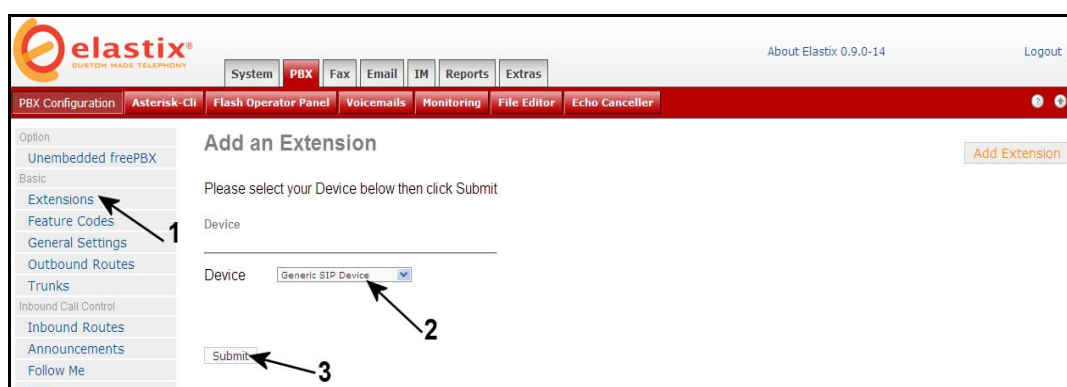 elastix®
CUSTOM MADE TELEPHONY
About Elastix 0.9.0-14
Logout
System PBX Fax Email IM Reports Extras
PBX Configuration Asterisk-Cli Flash Operator Panel Voicemails Monitoring File Editor Echo Canceller
Option
Unembedded freePBX
Basic
Extensions
Feature Codes
General Settings
Outbound Routes
Trunks
Inbound Call Control
Inbound Routes
Announcements
Follow Me
1
Add an Extension
Add Extension
Please select your Device below then click Submit
Device
Device Generic SIP Device
2
Submit
3